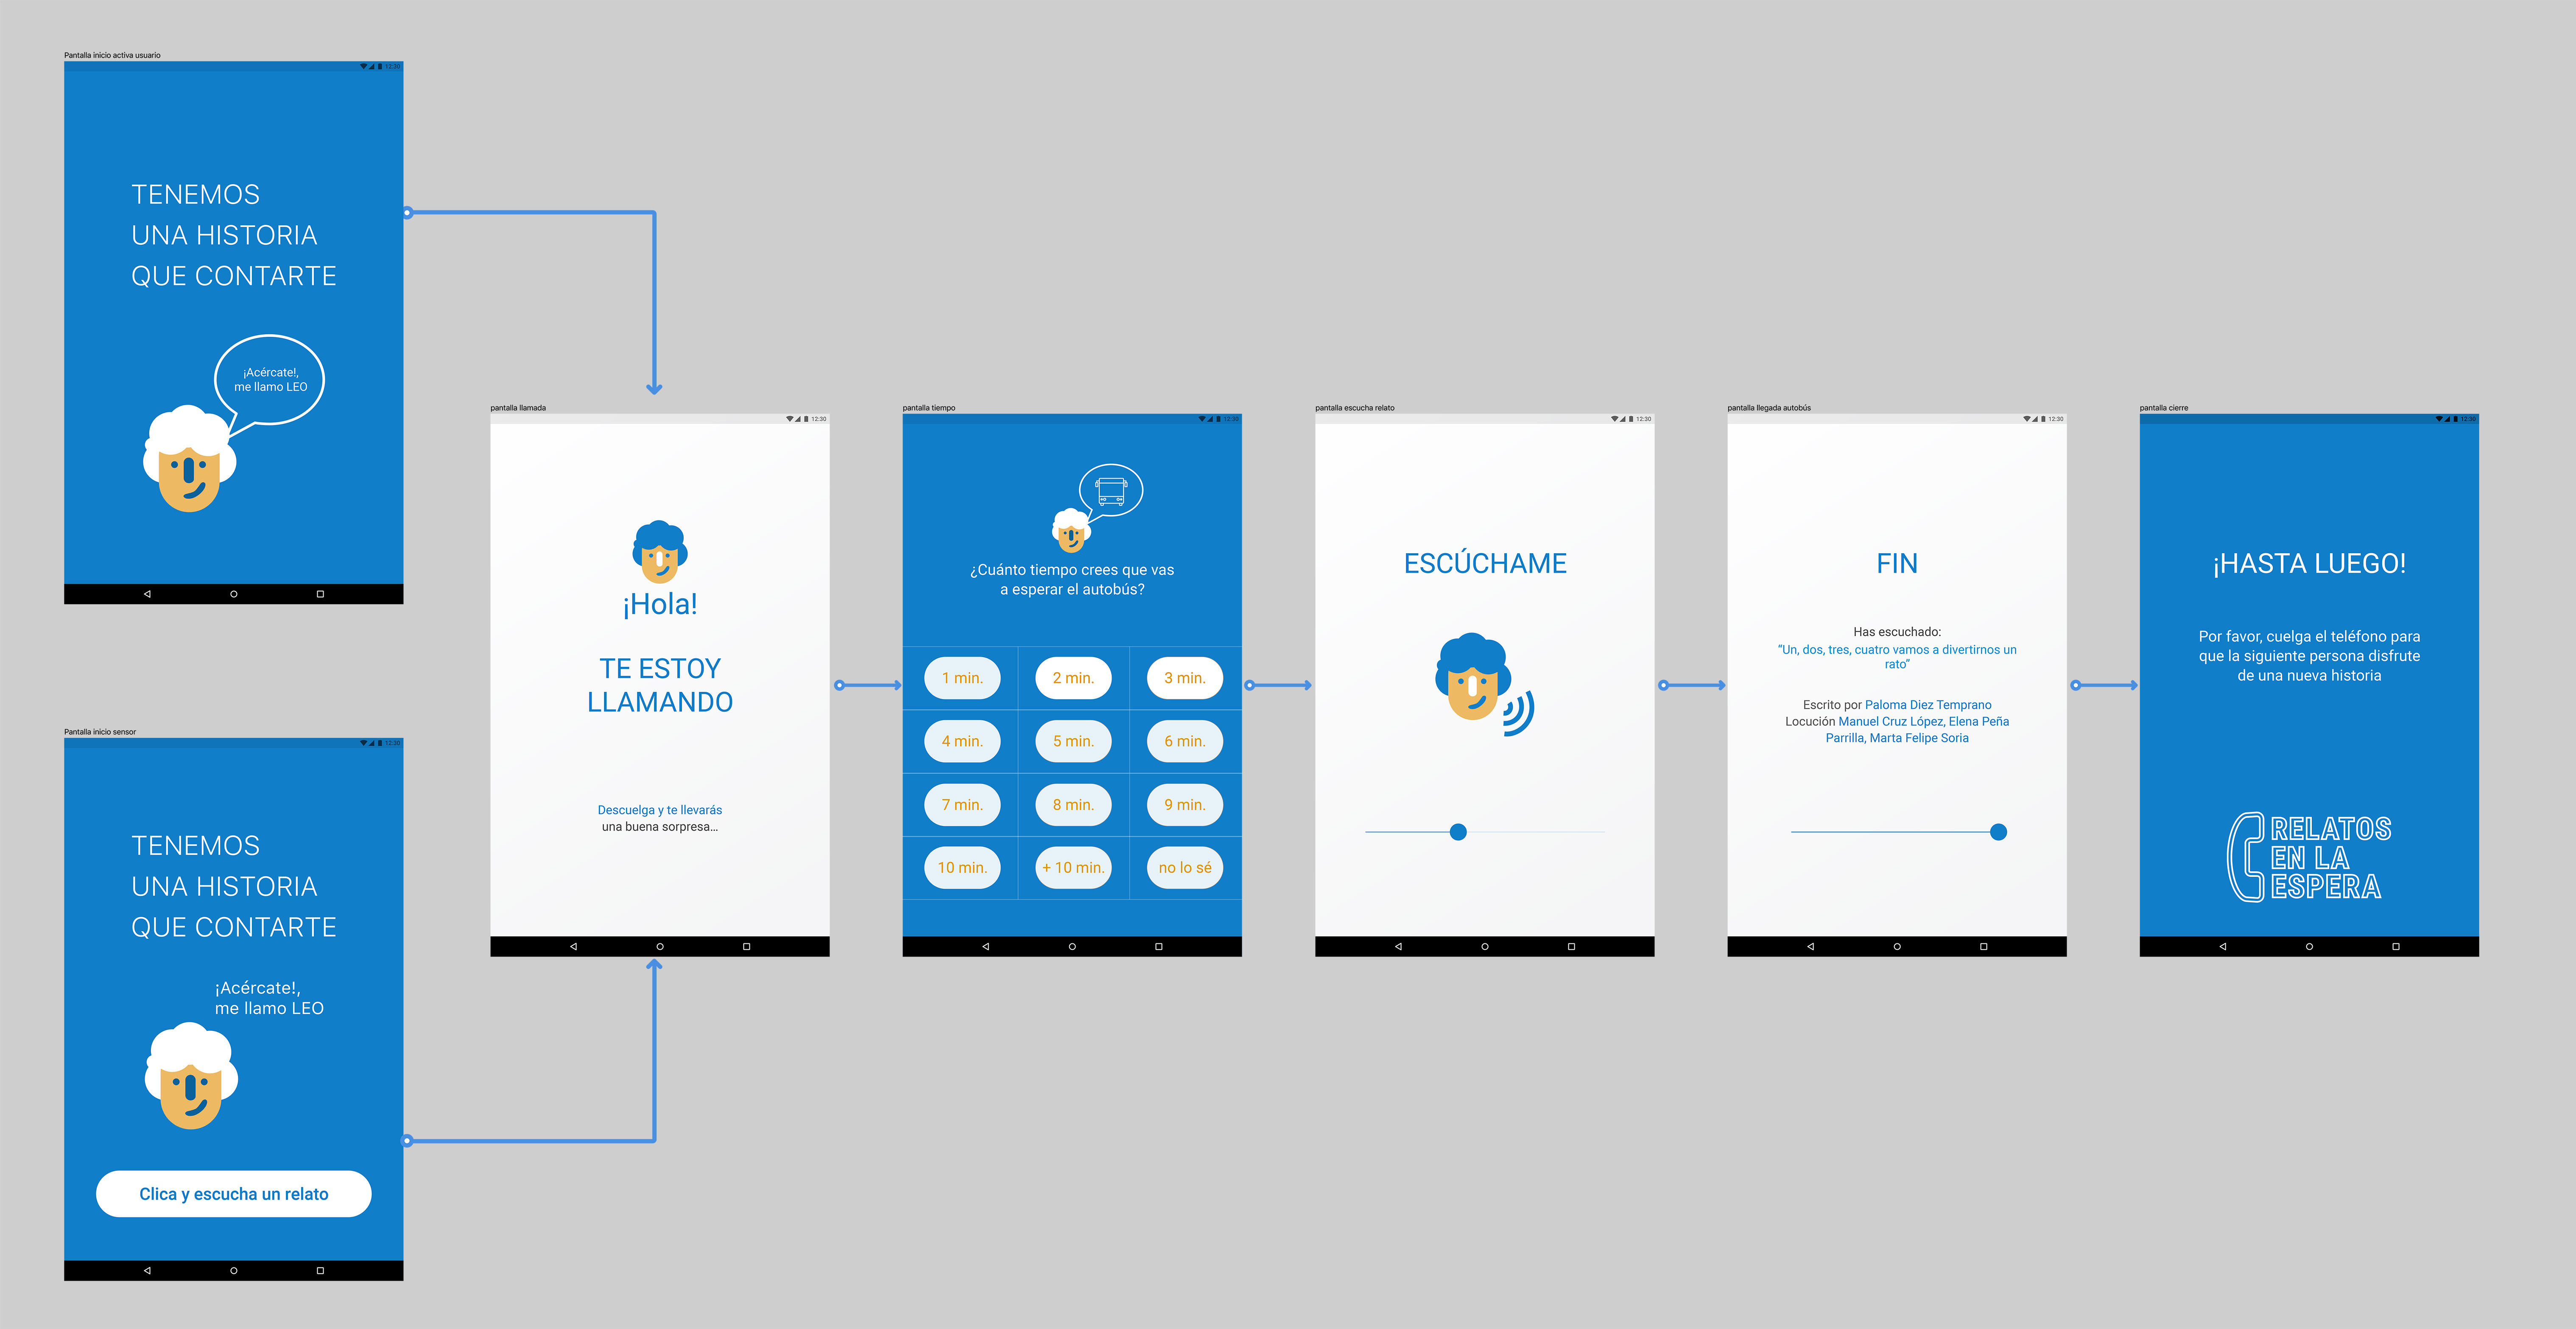 Pantalla inicio activa usuario
12:30
TENEMOS
UNA HISTORIA
QUE CONTARTE
¡Acércate!,
me llamo LEO
Pantalla inicio sensor
12:30
TENEMOS
UNA HISTORIA
QUE CONTARTE
¡Acércate!,
me llamo LEO
Clica y escucha un relato
pantalla llamada
12:30
¡Hola!
TE ESTOY
LLAMANDO
Descuelga y te llevarás
una buena sorpresa...
pantalla tiempo
12:30
¿Cuánto tiempo crees que vas
a esperar el autobús?
1 min. 2 min. 3 min.
4 min. 5 min. 6 min.
7 min. 8 min. 9 min.
10 min. + 10 min. no lo sé
pantalla escucha relato
12:30
ESCÚCHAME
pantalla llegada autobús
12:30
FIN
Has escuchado:
"Un, dos, tres, cuatro vamos a divertirnos un
rato"
Escrito por Paloma Diez Temprano
Locución Manuel Cruz López, Elena Peña
Parrilla, Marta Felipe Soria
pantalla cierre
12:30
¡HASTA LUEGO!
Por favor, cuelga el teléfono para
que la siguiente persona disfrute
de una nueva historia
RELATOS
EN LA
ESPERA